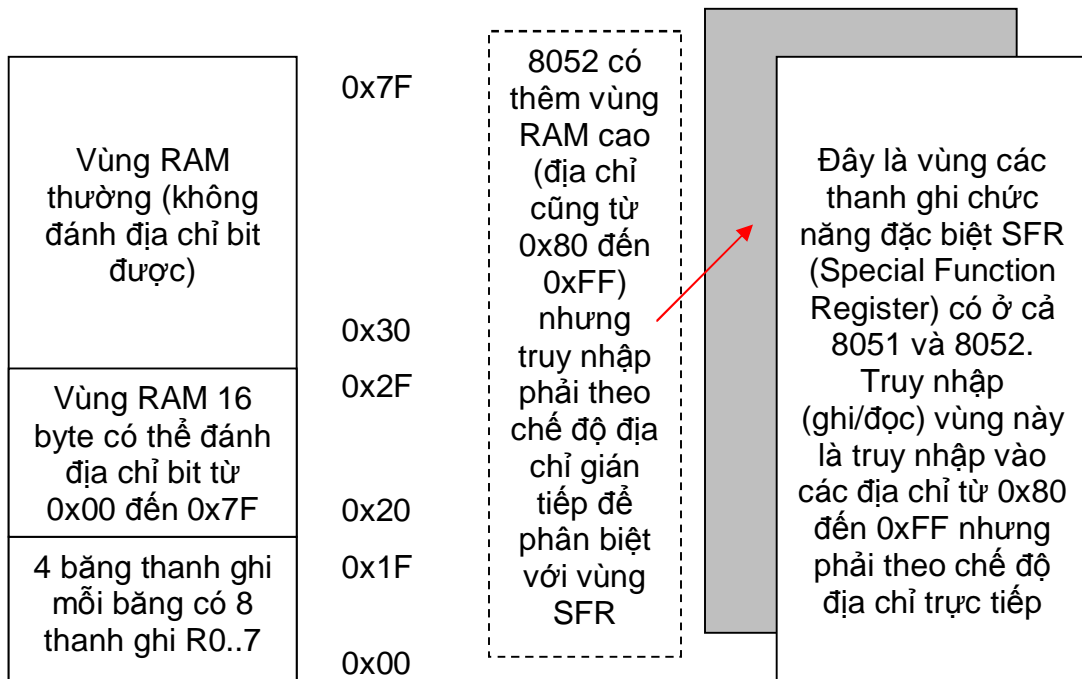 Vùng RAM
thường (không
đánh địa chỉ bit
được)
Vùng RAM 16
byte có thể đánh
địa chỉ bit từ
0x00 đến 0x7F
4 băng thanh ghi
mỗi băng có 8
thanh ghi R0..7
0x7F
0x30
0x2F
0x20
0x1F
0x00
8052 có
thêm vùng
RAM cao
(địa chỉ
cũng từ
0x80 đến
0xFF)
nhưng
truy nhập
phải theo
chế độ địa
chỉ gián
tiếp để
phân biệt
với vùng
SFR
Đây là vùng các
thanh ghi chức
năng đặc biệt SFR
(Special Function
Register) có ở cả
8051 và 8052.
Truy nhập
(ghi/đọc) vùng này
là truy nhập vào
các địa chỉ từ 0x80
đến 0xFF nhưng
phải theo chế độ
địa chỉ trực tiếp